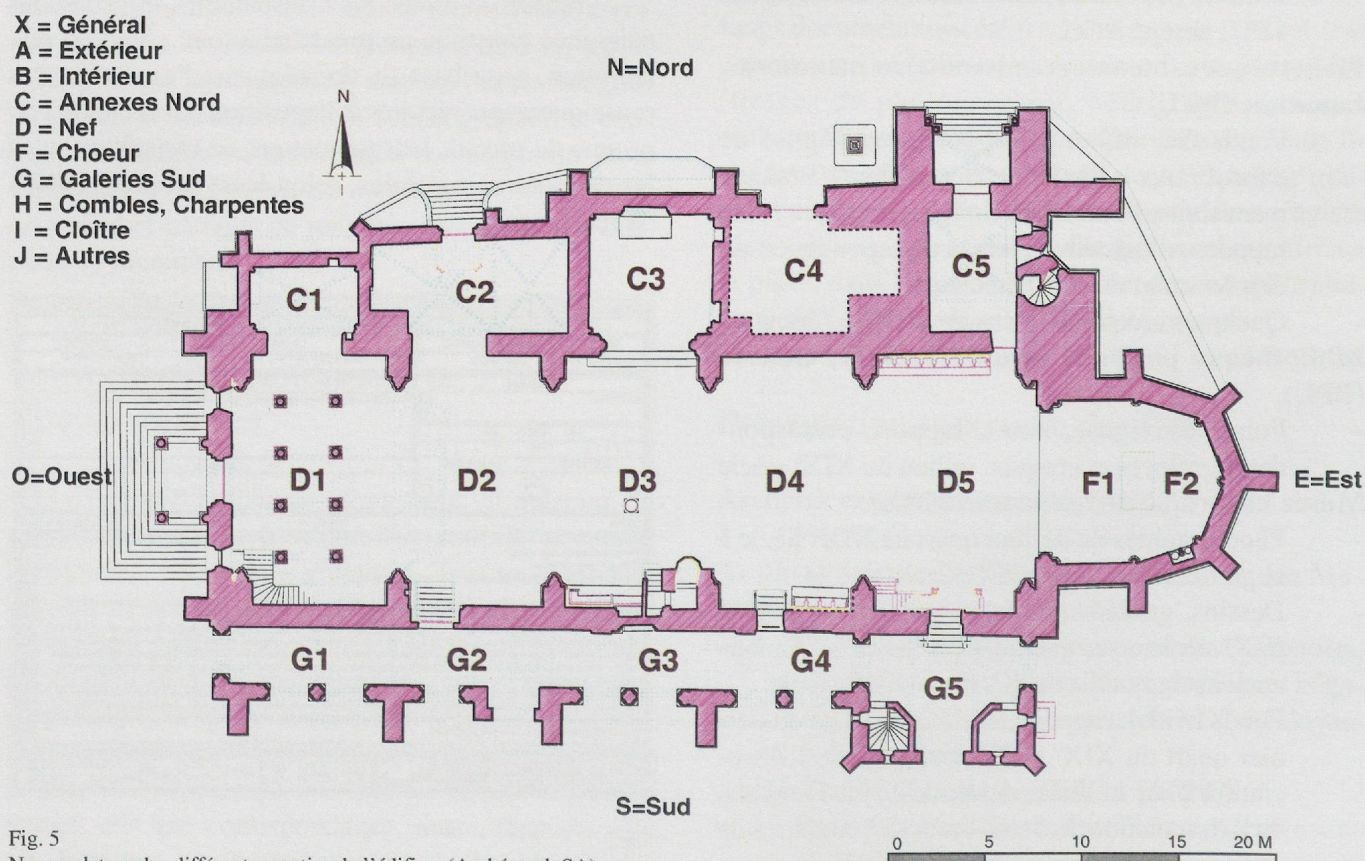 X = Général
A = Extérieur
B = Intérieur
C = Annexes Nord
D = Nef
F = Choeur
G = Galeries Sud
H = Combles, Charpentes
I = Cloître
J = Autres
N=Nord
N
C1
C2
C3
C4
C5
O=Ouest
D1
D2
D3
D4
D5
F1
F2
E=Est
G1
G2
G3
G4
G5
S=Sud
Fig. 5
0 5 10 15 20 M